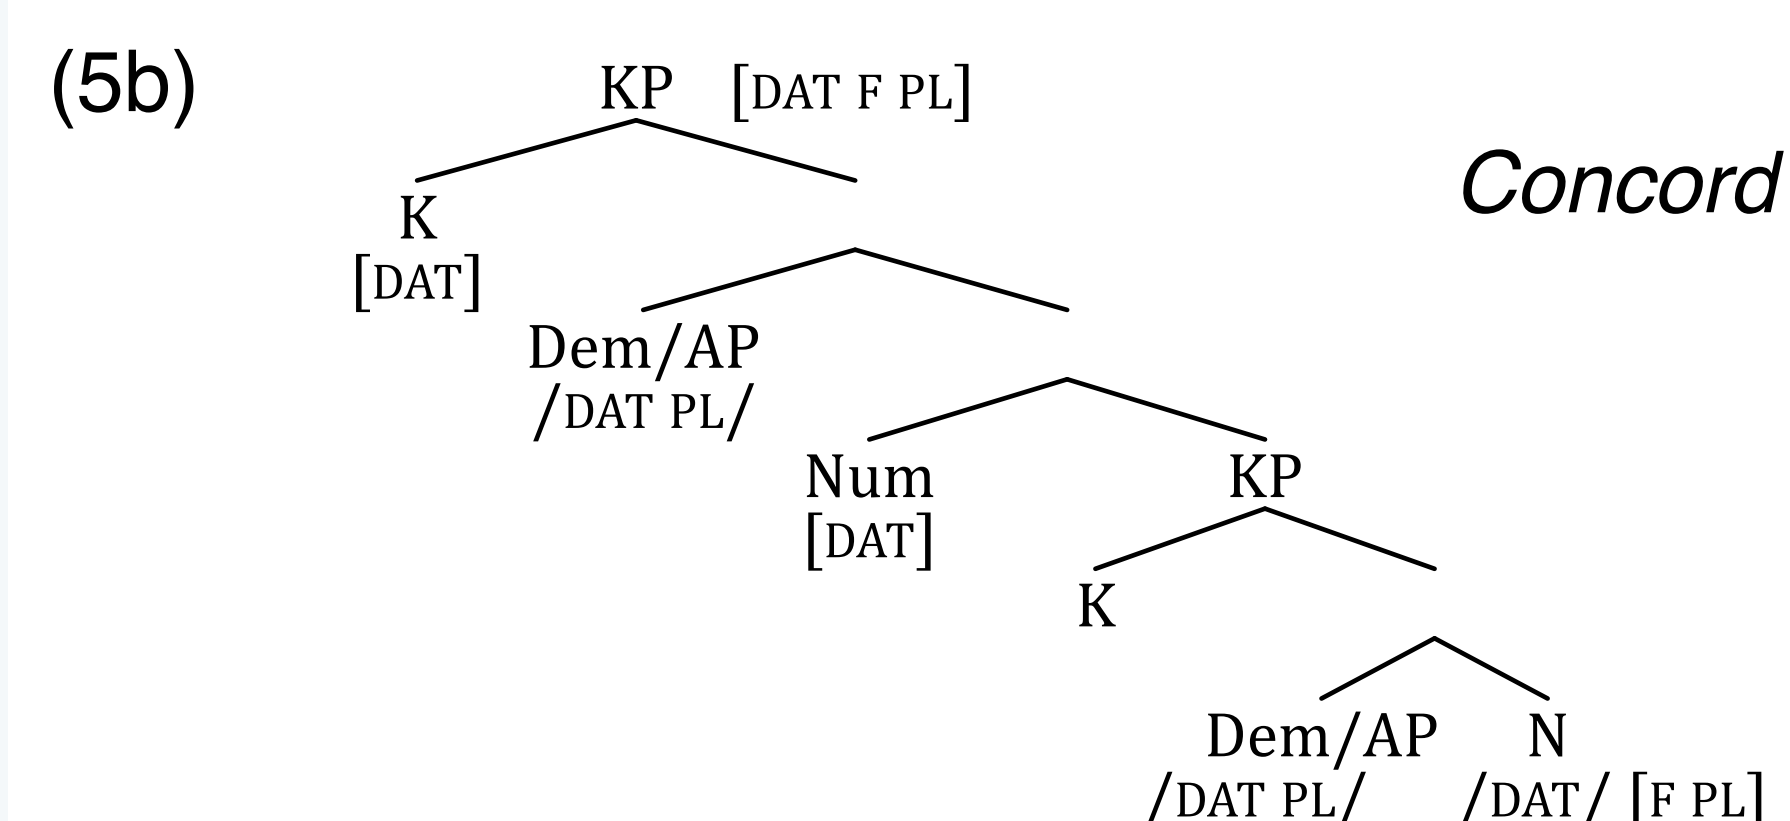 (5b)
KP [DAT F PL]
Concord
K
[DAT]
Dem/AP
/DAT PL/
Num KP
[DAT]
K
Dem/AP N
/DAT PL/ /DAT/ [F PL]